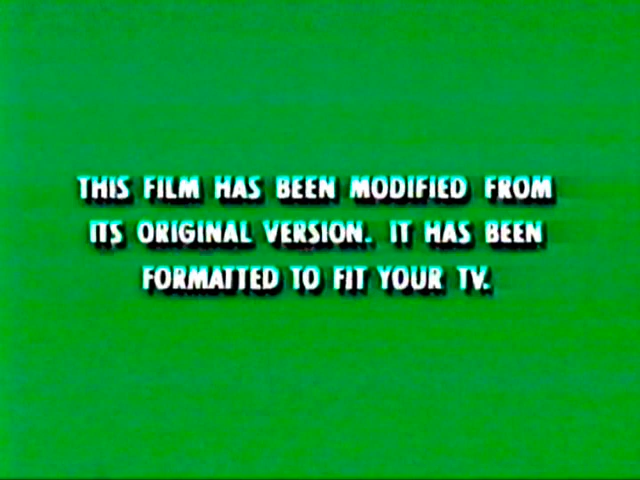 THIS FILM HAS BEEN MODIFIED FROM
ITS ORIGINAL VERSION. IT HAS BEEN
FORMATTED TO FIT YOUR TV.